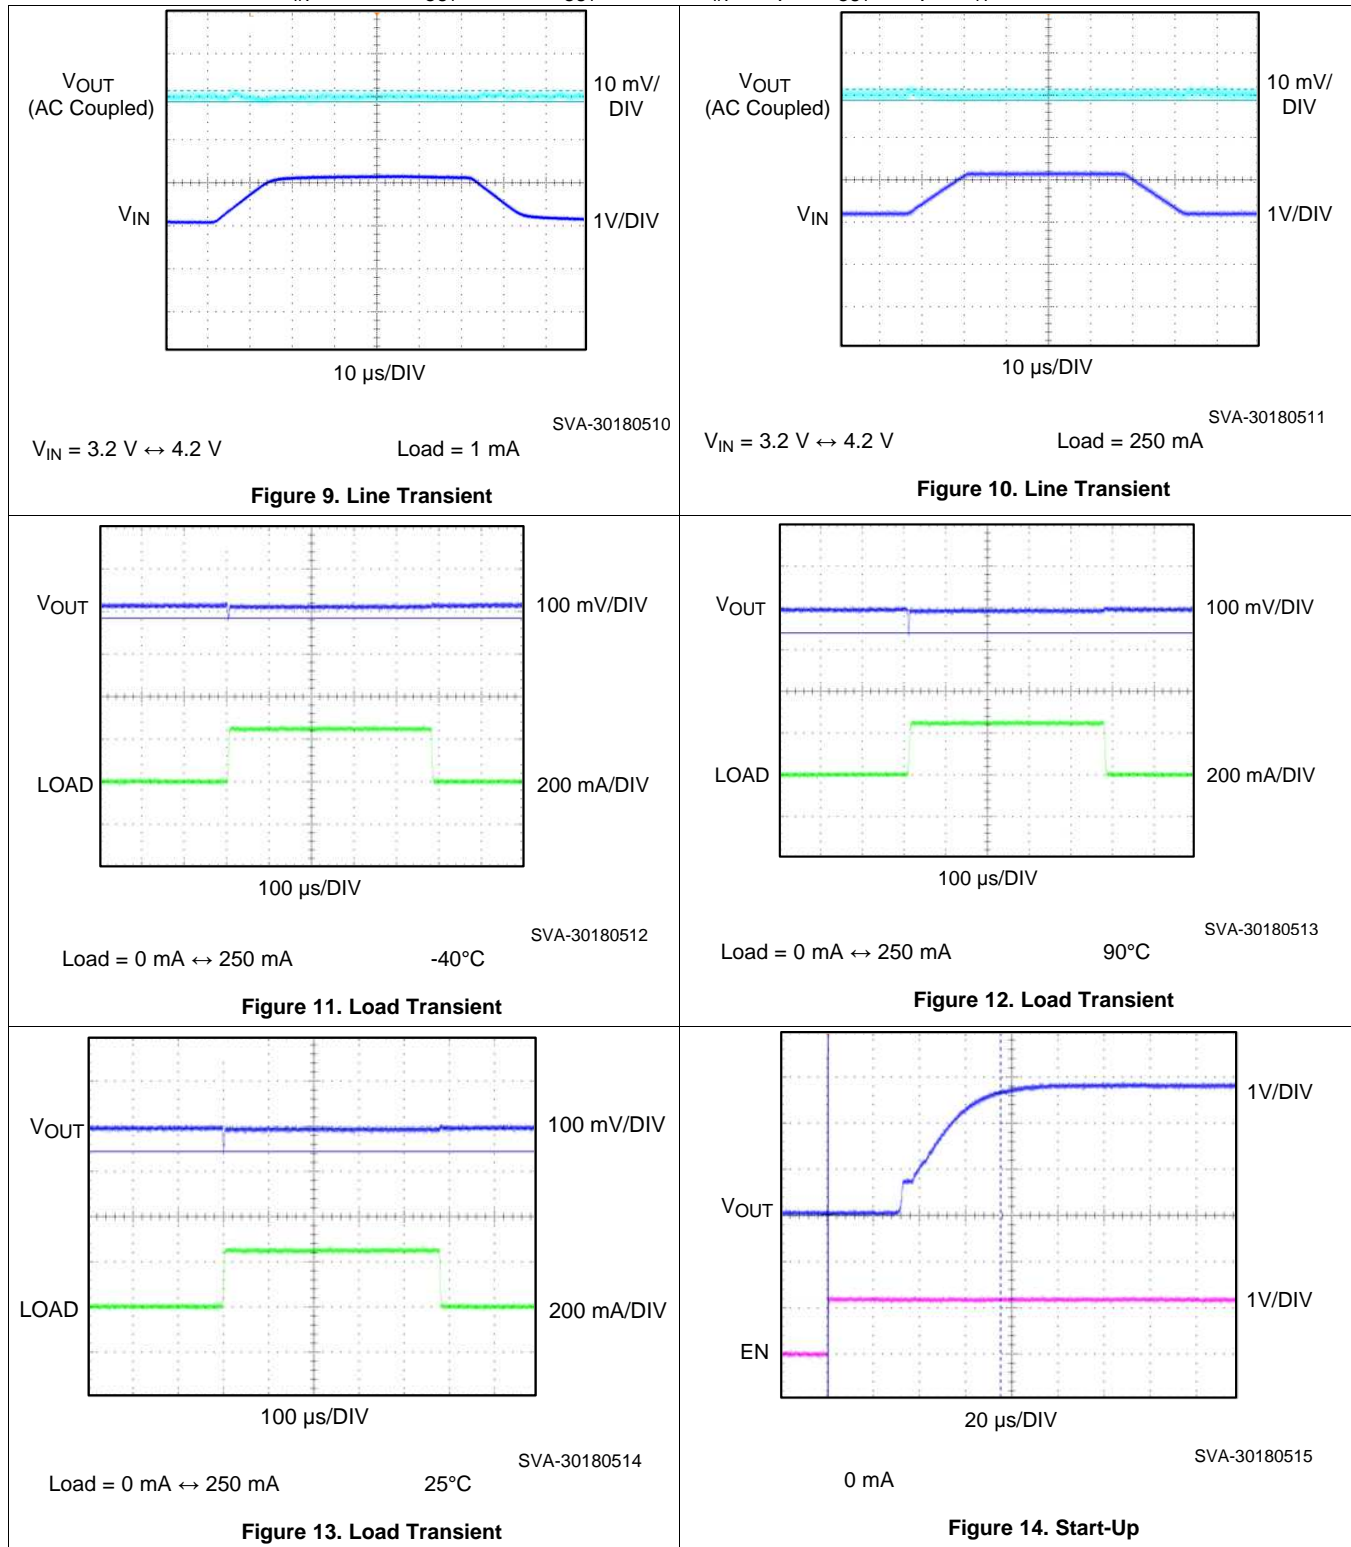 VOUT
(AC Coupled)
10 mV/
DIV
VIN
1V/DIV
10 µs/DIV
SVA-30180510
VIN = 3.2 V ↔ 4.2 V Load = 1 mA
Figure 9. Line Transient
VOUT
(AC Coupled)
10 mV/
DIV
VIN
1V/DIV
10 µs/DIV
SVA-30180511
VIN = 3.2 V ↔ 4.2 V Load = 250 mA
Figure 10. Line Transient
VOUT
100 mV/DIV
LOAD
200 mA/DIV
100 µs/DIV
SVA-30180512
Load = 0 mA ↔ 250 mA -40°C
Figure 11. Load Transient
VOUT
100 mV/DIV
LOAD
200 mA/DIV
100 µs/DIV
SVA-30180513
Load = 0 mA ↔ 250 mA 90°C
Figure 12. Load Transient
VOUT
100 mV/DIV
LOAD
200 mA/DIV
100 µs/DIV
SVA-30180514
Load = 0 mA ↔ 250 mA 25°C
Figure 13. Load Transient
1V/DIV
VOUT
1V/DIV
EN
20 µs/DIV
SVA-30180515
0 mA
Figure 14. Start-Up